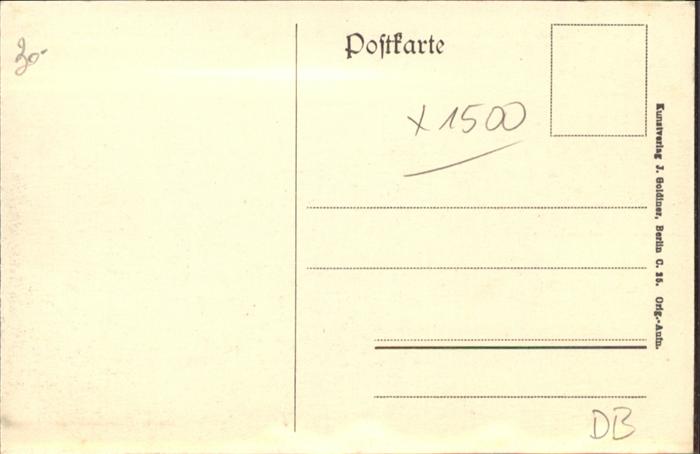 30.-
Postkarte
x 1500
Kunstverlag J. Goldiner, Berlin C. 25. Orig.-Aufn.
DB